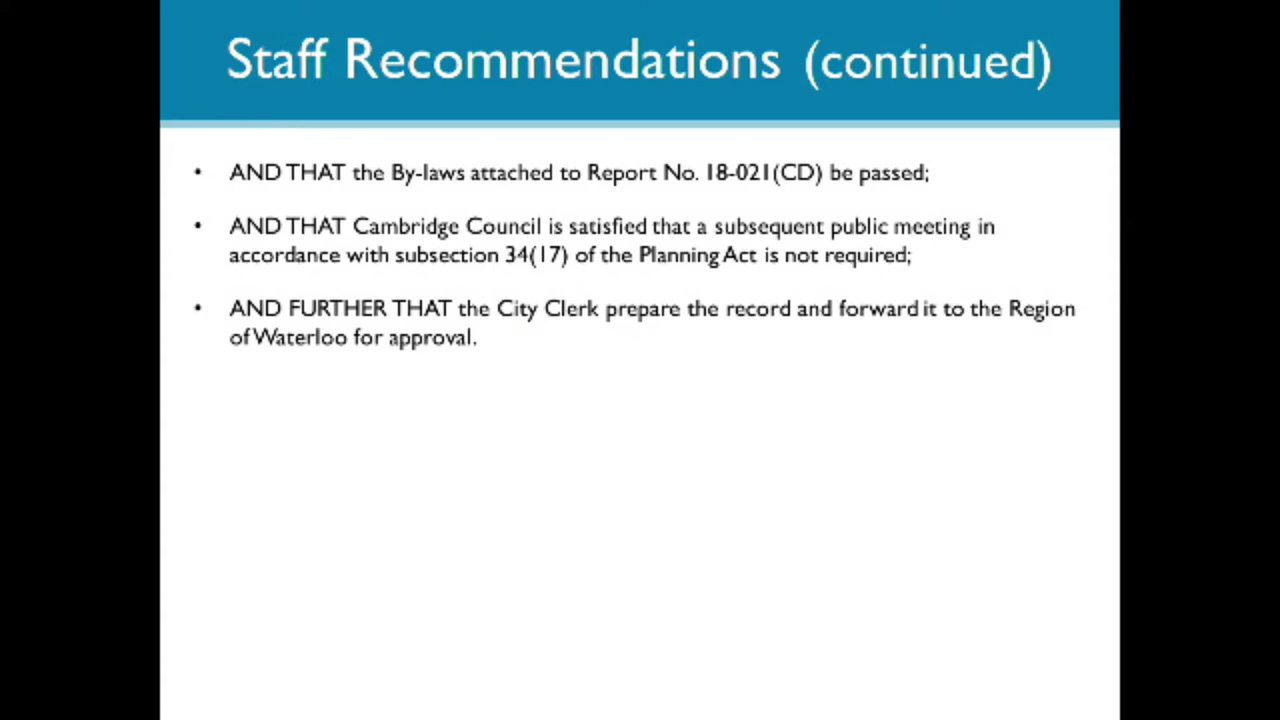 Staff Recommendations (continued)
• AND THAT the By-laws attached to Report No. 18-021(CD) be passed;
• AND THAT Cambridge Council is satisfied that a subsequent public meeting in
accordance with subsection 34(17) of the Planning Act is not required;
• AND FURTHER THAT the City Clerk prepare the record and forward it to the Region
of Waterloo for approval.